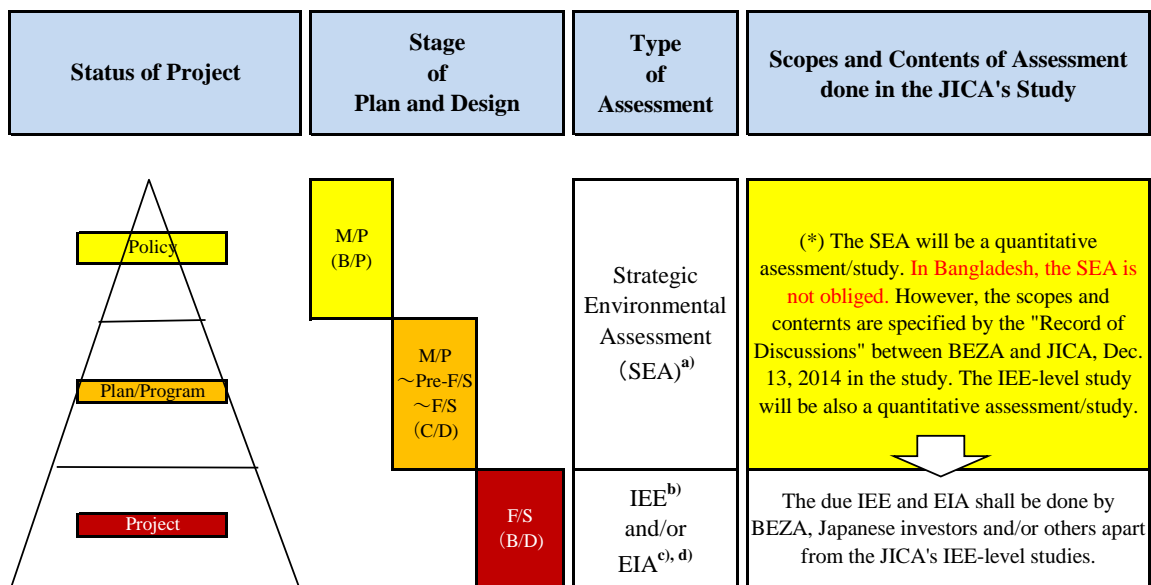 Status of Project
Stage
of
Plan and Design
Type
of
Assessment
Scopes and Contents of Assessment
done in the JICA's Study
Policy
Plan/Program
Project
M/P
(B/P)
M/P
～Pre-F/S
～F/S
（C/D）
F/S
（B/D）
Strategic
Environmental
Assessment
（SEA）a)
IEEb)
and/or
EIAc), d)
(*) The SEA will be a quantitative
asessment/study. In Bangladesh, the SEA is
not obliged. However, the scopes and
conternts are specified by the "Record of
Discussions" between BEZA and JICA, Dec.
13, 2014 in the study. The IEE-level study
will be also a quantitative assessment/study.
The due IEE and EIA shall be done by
BEZA, Japanese investors and/or others apart
from the JICA's IEE-level studies.